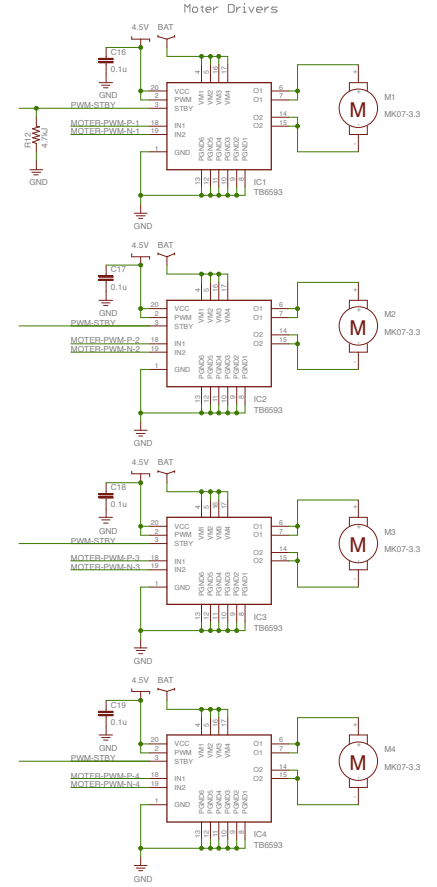 Moter Drivers
4.5V BAT
C16
0.1u
PWM-STBY
R12
4.7kJ
GND
GND
MOTER-PWM-P-1
MOTER-PWM-N-1
20 VCC
2 PWM
3 STBY
18 IN1
19 IN2
1 GND
4 5 16 17
VM1 VM2 VM3 VM4
O1 6
O1 7
O2 14
O2 15
PGND6 PGND5 PGND4 PGND3 PGND2 PGND1
13 12 11 10 9 8
GND
IC1
TB6593
+
M
-
M1
MK07-3.3
4.5V BAT
C17
0.1u
GND
PWM-STBY
MOTER-PWM-P-2
MOTER-PWM-N-2
20 VCC
2 PWM
3 STBY
18 IN1
19 IN2
1 GND
4 5 16 17
VM1 VM2 VM3 VM4
O1 6
O1 7
O2 14
O2 15
PGND6 PGND5 PGND4 PGND3 PGND2 PGND1
13 12 11 10 9 8
GND
IC2
TB6593
+
M
-
M2
MK07-3.3
4.5V BAT
C18
0.1u
GND
PWM-STBY
MOTER-PWM-P-3
MOTER-PWM-N-3
20 VCC
2 PWM
3 STBY
18 IN1
19 IN2
1 GND
4 5 16 17
VM1 VM2 VM3 VM4
O1 6
O1 7
O2 14
O2 15
PGND6 PGND5 PGND4 PGND3 PGND2 PGND1
13 12 11 10 9 8
GND
IC3
TB6593
+
M
-
M3
MK07-3.3
4.5V BAT
C19
0.1u
GND
PWM-STBY
MOTER-PWM-P-4
MOTER-PWM-N-4
20 VCC
2 PWM
3 STBY
18 IN1
19 IN2
1 GND
4 5 16 17
VM1 VM2 VM3 VM4
O1 6
O1 7
O2 14
O2 15
PGND6 PGND5 PGND4 PGND3 PGND2 PGND1
13 12 11 10 9 8
GND
IC4
TB6593
+
M
-
M4
MK07-3.3